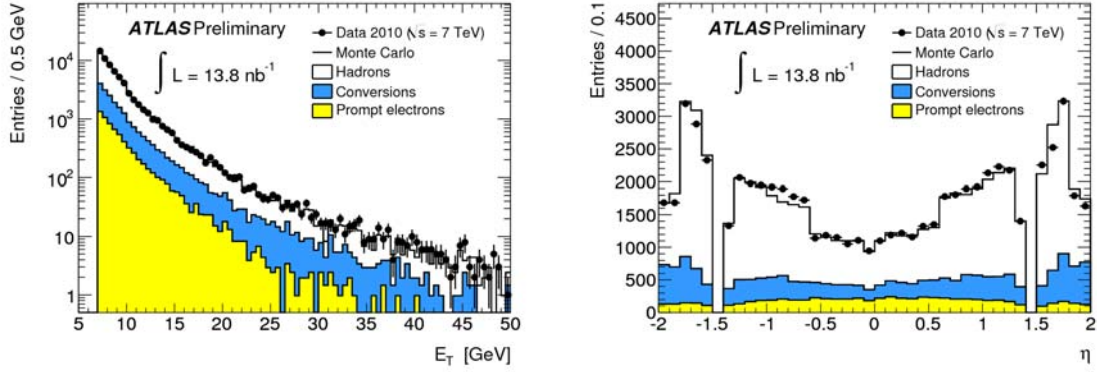 ATLAS Preliminary
∫ L = 13.8 nb⁻¹
Data 2010 (√s = 7 TeV)
Monte Carlo
Hadrons
Conversions
Prompt electrons
Entries / 0.5 GeV
10⁴
10³
10²
10
1
5 10 15 20 25 30 35 40 45 50
E_T [GeV]
ATLAS Preliminary
∫ L = 13.8 nb⁻¹
Data 2010 (√s = 7 TeV)
Monte Carlo
Hadrons
Conversions
Prompt electrons
Entries / 0.1
4500
4000
3500
3000
2500
2000
1500
1000
500
0
-2 -1.5 -1 -0.5 0 0.5 1 1.5 2
η